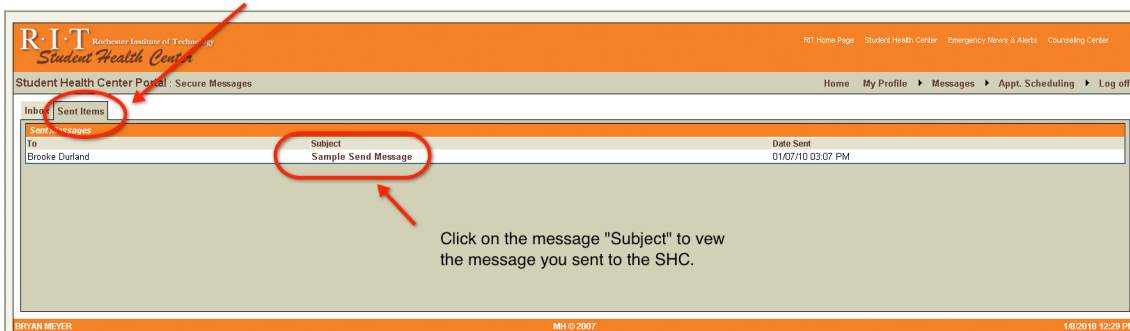 R·I·T Rochester Institute of Technology
Student Health Center
RIT Home Page Student Health Center Emergency News & Alerts Counseling Center
Student Health Center Portal : Secure Messages
Home My Profile Messages Appt. Scheduling Log off
Inbox Sent Items
Sent Messages
To Subject Date Sent
Brooke Durland Sample Send Message 01/07/10 03:07 PM
Click on the message "Subject" to vew
the message you sent to the SHC.
BRYAN MEYER MH © 2007 1/8/2010 12:29 PM